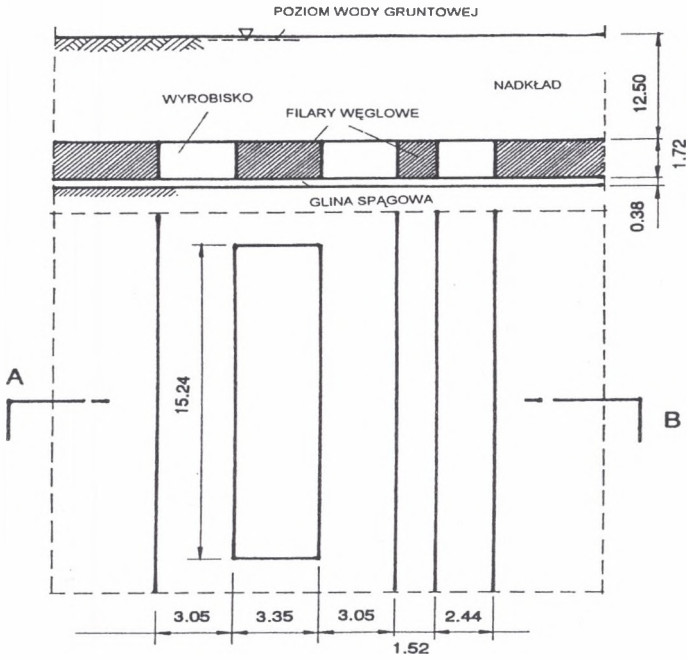 POZIOM WODY GRUNTOWEJ
NADKŁAD
WYROBISKO
FILARY WĘGLOWE
12.50
1.72
GLINA SPĄGOWA
0.38
15.24
A
B
3.05 3.35 3.05 2.44
1.52